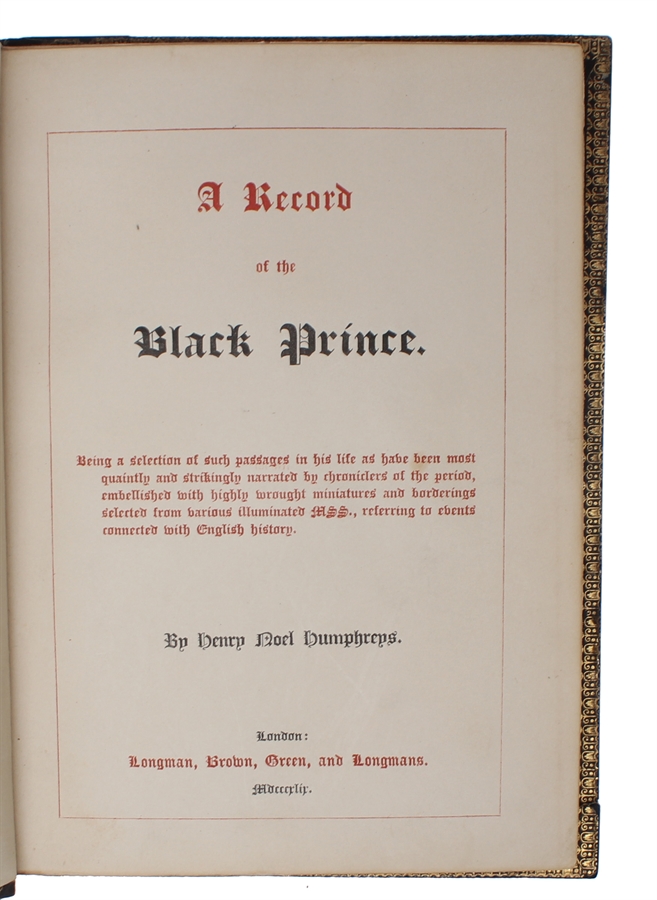 A Record
of the
Black Prince.
Being a selection of such passages in his life as have been most
quaintly and strikingly narrated by chroniclers of the period,
embellished with highly wrought miniatures and borderings
selected from various illuminated MSS., referring to events
connected with English history.
By Henry Noel Humphreys.
London:
Longman, Brown, Green, and Longmans.
Mdcccxlix.